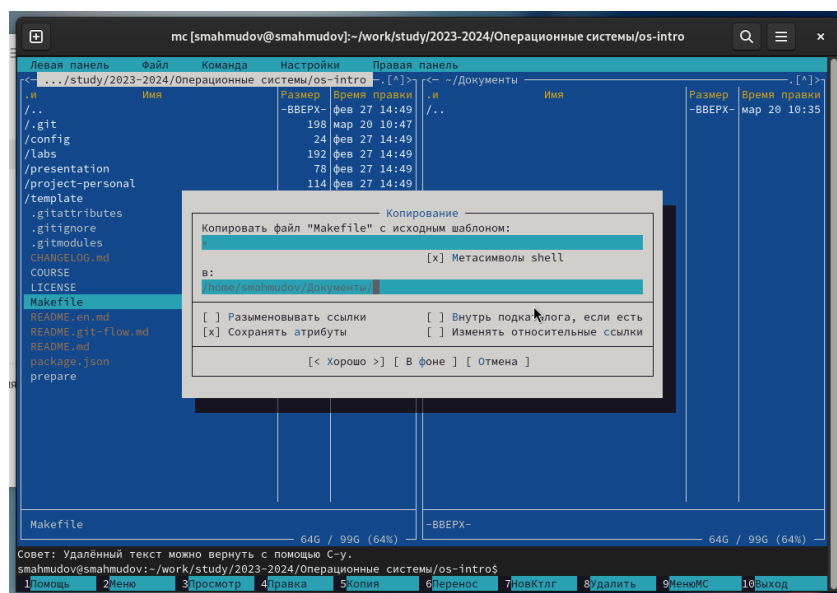 mc [smahmudov@smahmudov]:~/work/study/2023-2024/Операционные системы/os-intro
Левая панель Файл Команда Настройки Правая панель
<— .../study/2023-2024/Операционные системы/os-intro —.[^]> <— ~/Документы —.[^]>
.и Имя Размер Время правки .и Имя Размер Время правки
/.. -ВВЕРХ- фев 27 14:49 /.. -ВВЕРХ- мар 20 10:35
/.git 198 мар 20 10:47
/config 24 фев 27 14:49
/labs 192 фев 27 14:49
/presentation 78 фев 27 14:49
/project-personal 114 фев 27 14:49
/template
.gitattributes
.gitignore
.gitmodules
CHANGELOG.md
COURSE
LICENSE
Makefile
README.en.md
README.git-flow.md
README.md
package.json
prepare
Копирование
Копировать файл "Makefile" с исходным шаблоном:
*
[x] Метасимволы shell
в:
/home/smahmudov/Документы/
[ ] Разыменовывать ссылки [ ] Внутрь подкаталога, если есть
[x] Сохранять атрибуты [ ] Изменять относительные ссылки
[< Хорошо >] [ В фоне ] [ Отмена ]
Makefile -ВВЕРХ-
64G / 99G (64%) 64G / 99G (64%)
Совет: Удалённый текст можно вернуть с помощью C-y.
smahmudov@smahmudov:~/work/study/2023-2024/Операционные системы/os-intro$
1Помощь 2Меню 3Просмотр 4Правка 5Копия 6Перенос 7НовКтлг 8Удалить 9МенюMC 10Выход